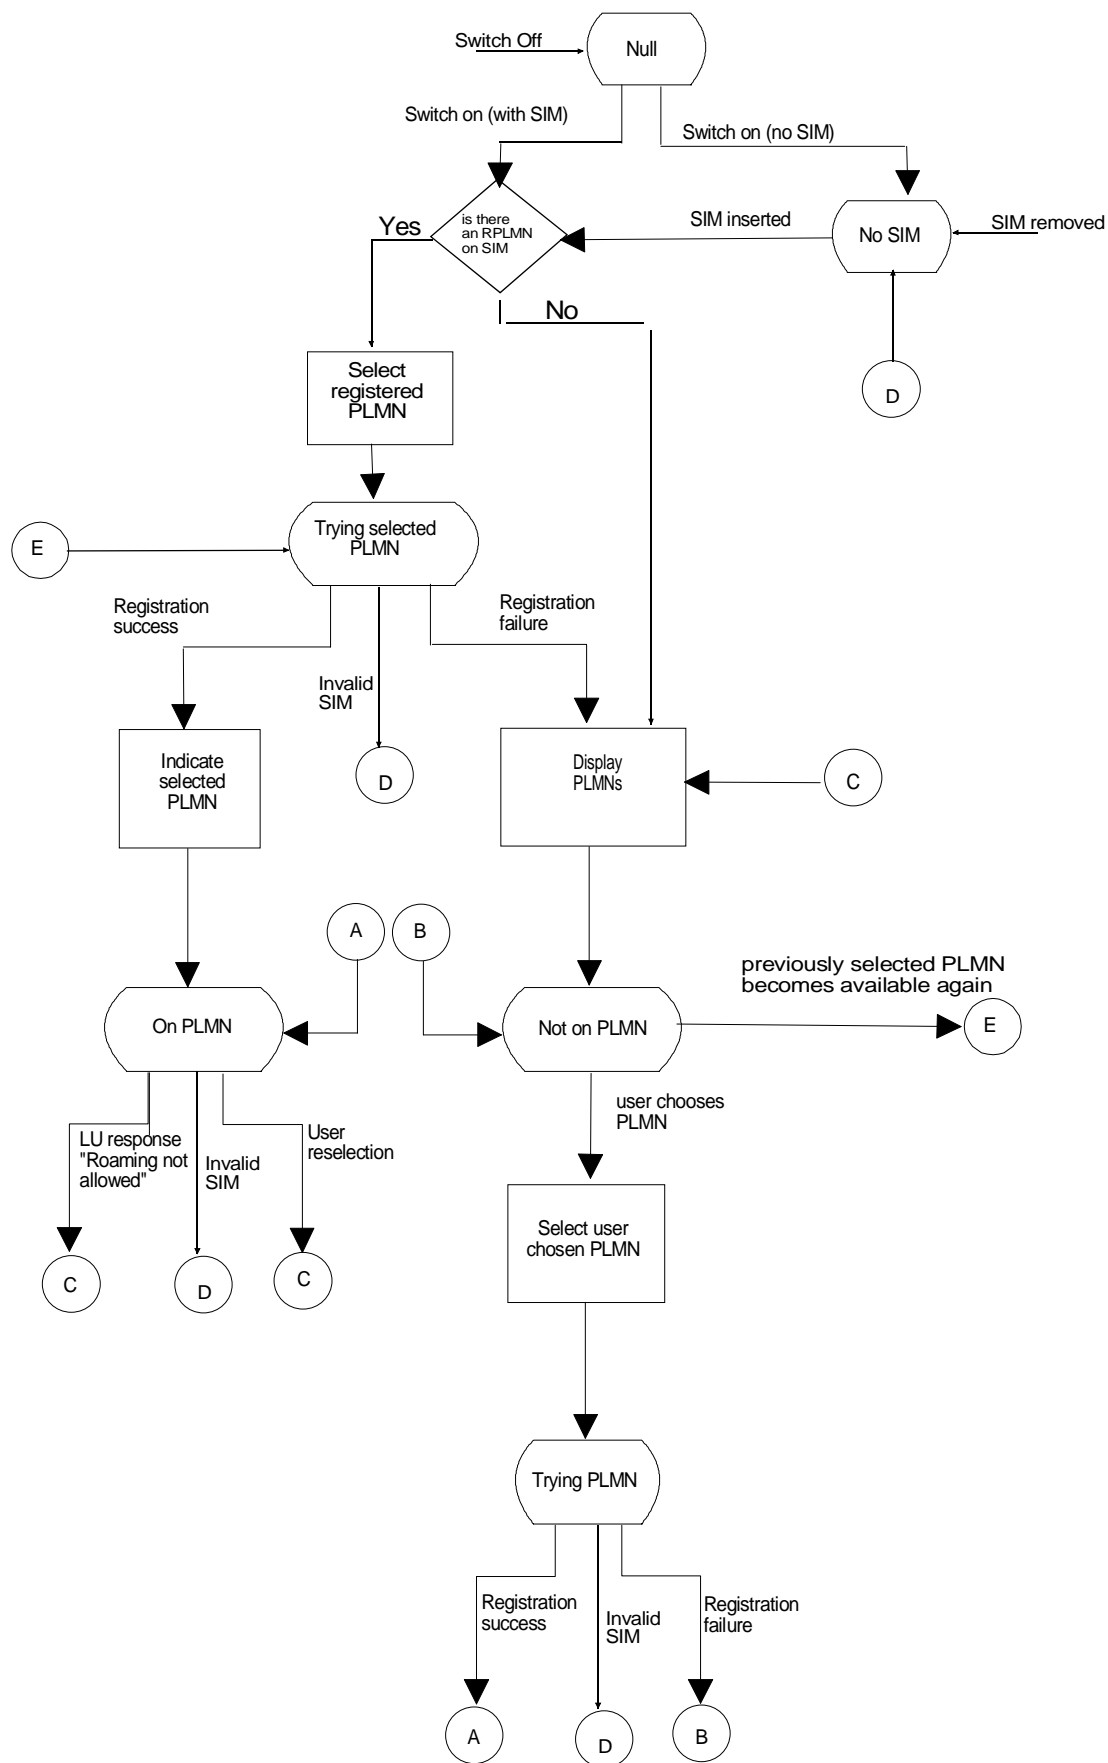 Switch Off
Null
Switch on (with SIM)
Switch on (no SIM)
Yes
is there
an RPLMN
on SIM
SIM inserted
No SIM
SIM removed
No
Select
registered
PLMN
D
Trying selected
PLMN
E
Registration
success
Registration
failure
Invalid
SIM
Indicate
selected
PLMN
D
Display
PLMNs
C
A
B
previously selected PLMN
becomes available again
On PLMN
Not on PLMN
E
user chooses
PLMN
LU response
"Roaming not
allowed"
Invalid
SIM
User
reselection
Select user
chosen PLMN
C
D
C
Trying PLMN
Registration
success
Invalid
SIM
Registration
failure
A
D
B